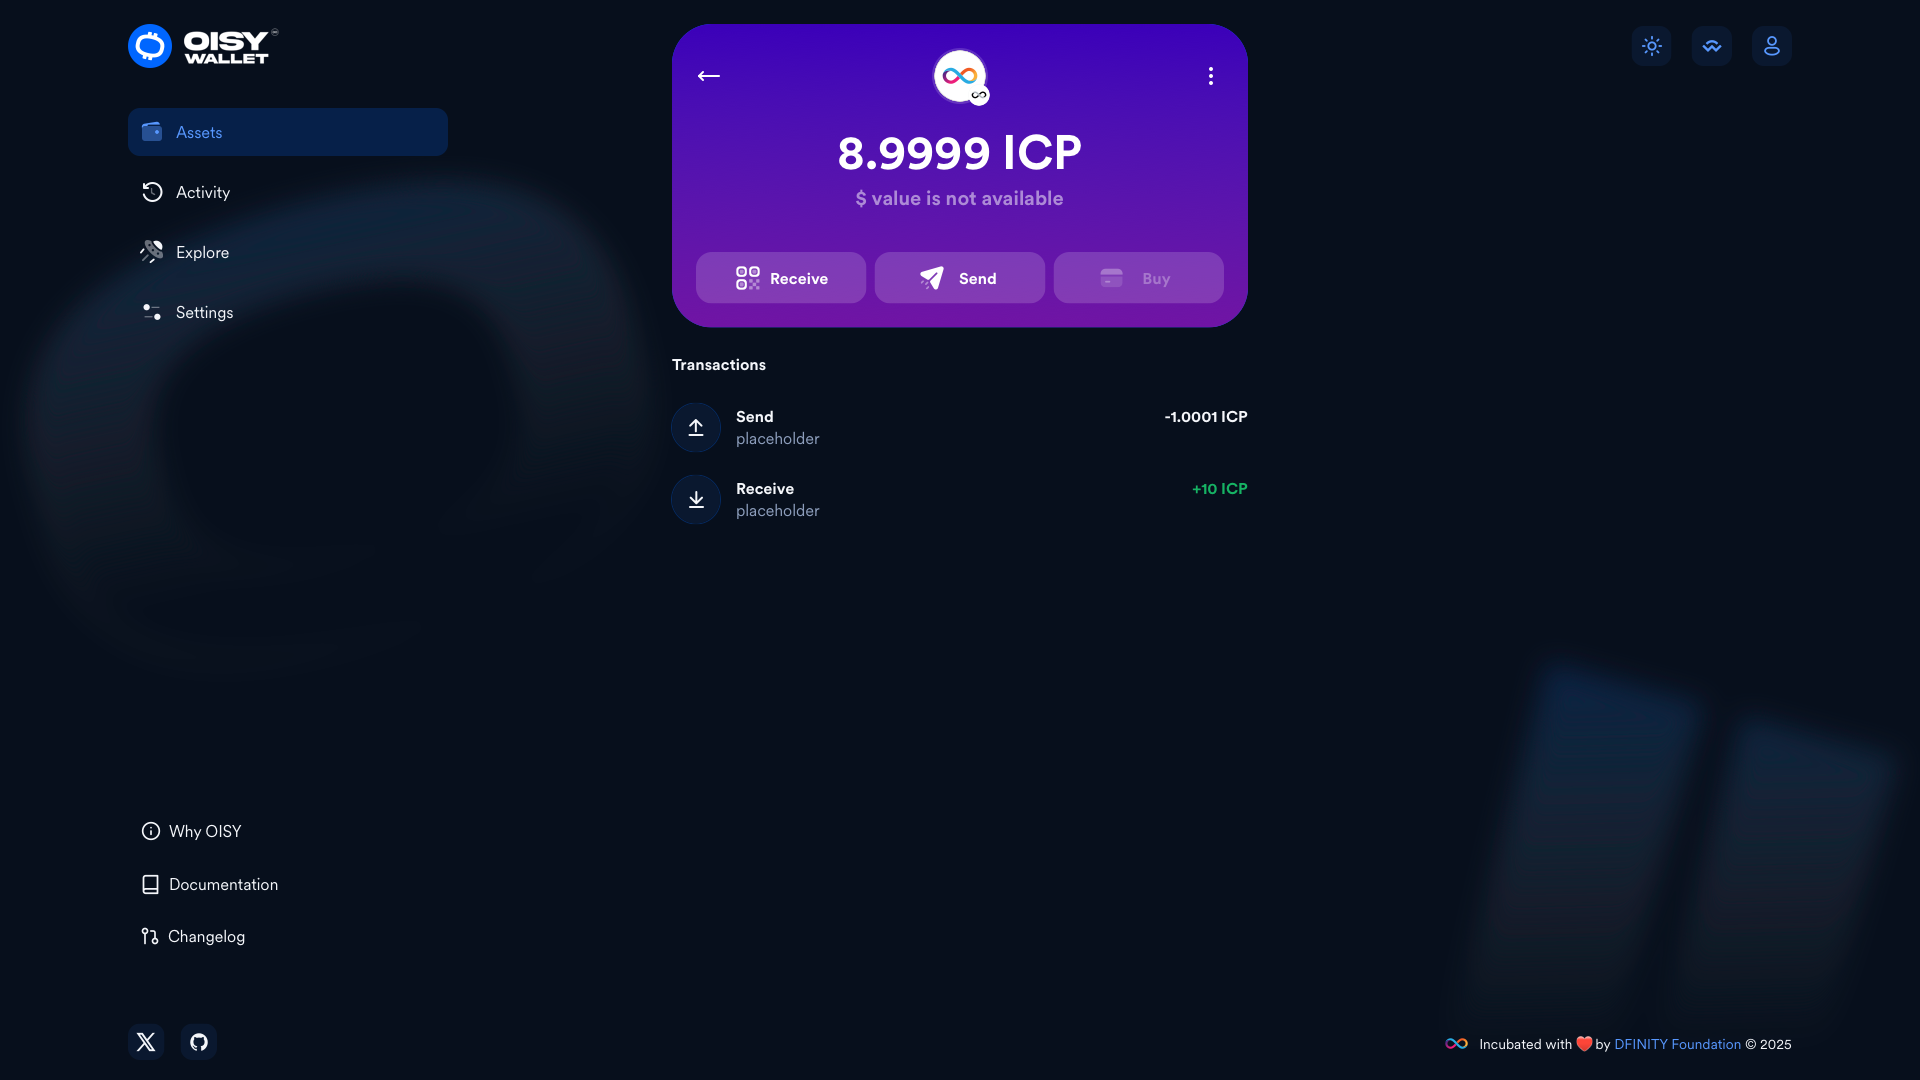 OISY
WALLET
Assets
Activity
Explore
Settings
8.9999 ICP
$ value is not available
Receive
Send
Buy
Transactions
Send
-1.0001 ICP
placeholder
Receive
+10 ICP
placeholder
Why OISY
Documentation
Changelog
Incubated with ❤️ by DFINITY Foundation © 2025